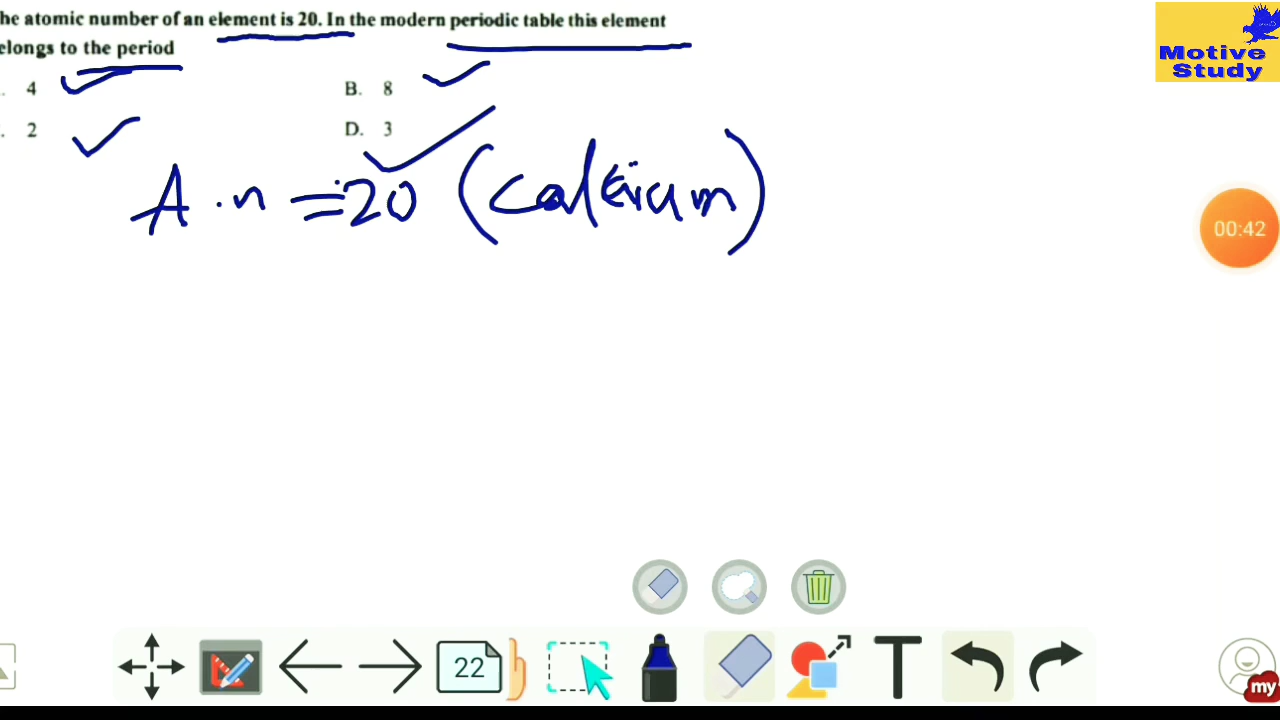 he atomic number of an element is 20. In the modern periodic table this element
elongs to the period
. 4 B. 8
. 2 D. 3
A.n = 20 (calcium)
Motive
Study
00:42
22
T
my